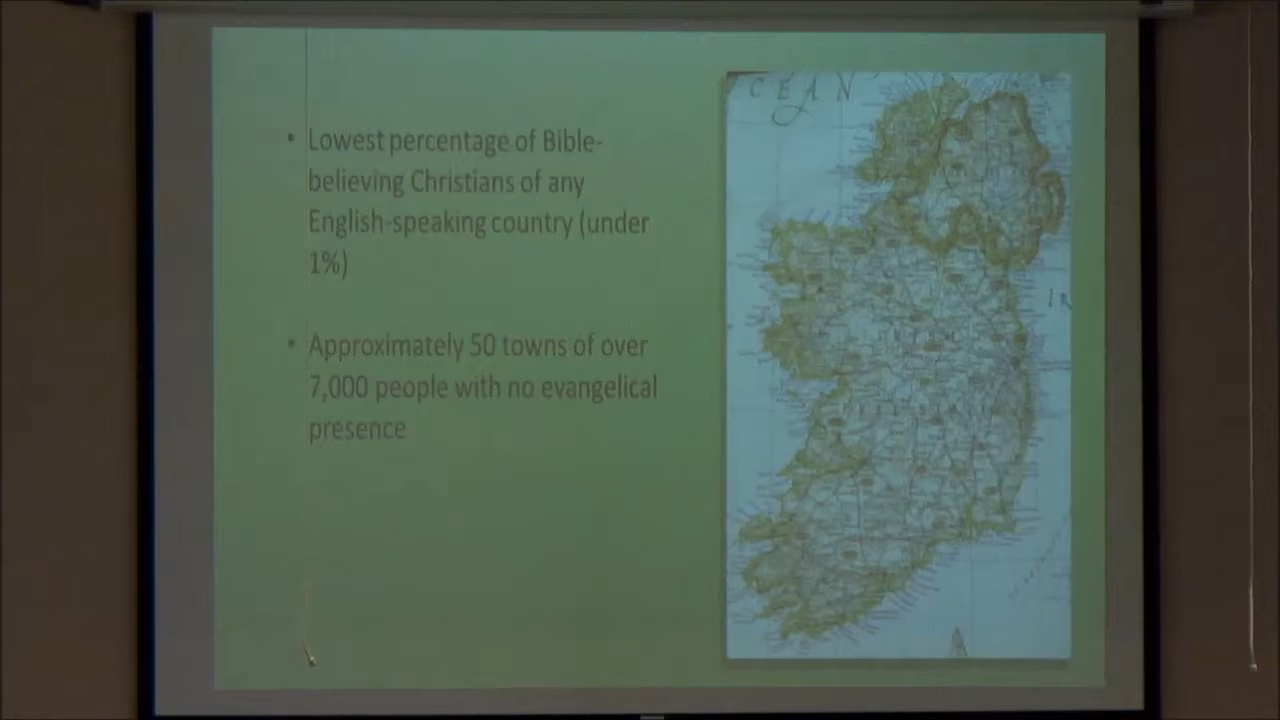 • Lowest percentage of Bible-
believing Christians of any
English-speaking country (under
1%)
• Approximately 50 towns of over
7,000 people with no evangelical
presence
CEAN
IR